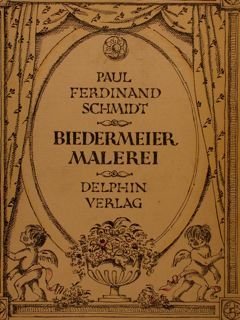 PAUL
FERDINAND
SCHMIDT
BIEDERMEIER
MALEREI
DELPHIN
VERLAG